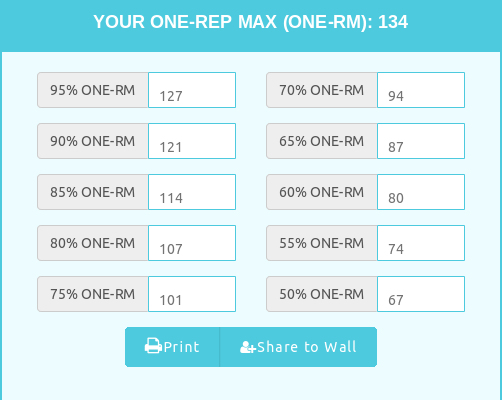 YOUR ONE-REP MAX (ONE-RM): 134
95% ONE-RM 127
70% ONE-RM 94
90% ONE-RM 121
65% ONE-RM 87
85% ONE-RM 114
60% ONE-RM 80
80% ONE-RM 107
55% ONE-RM 74
75% ONE-RM 101
50% ONE-RM 67
Print
Share to Wall